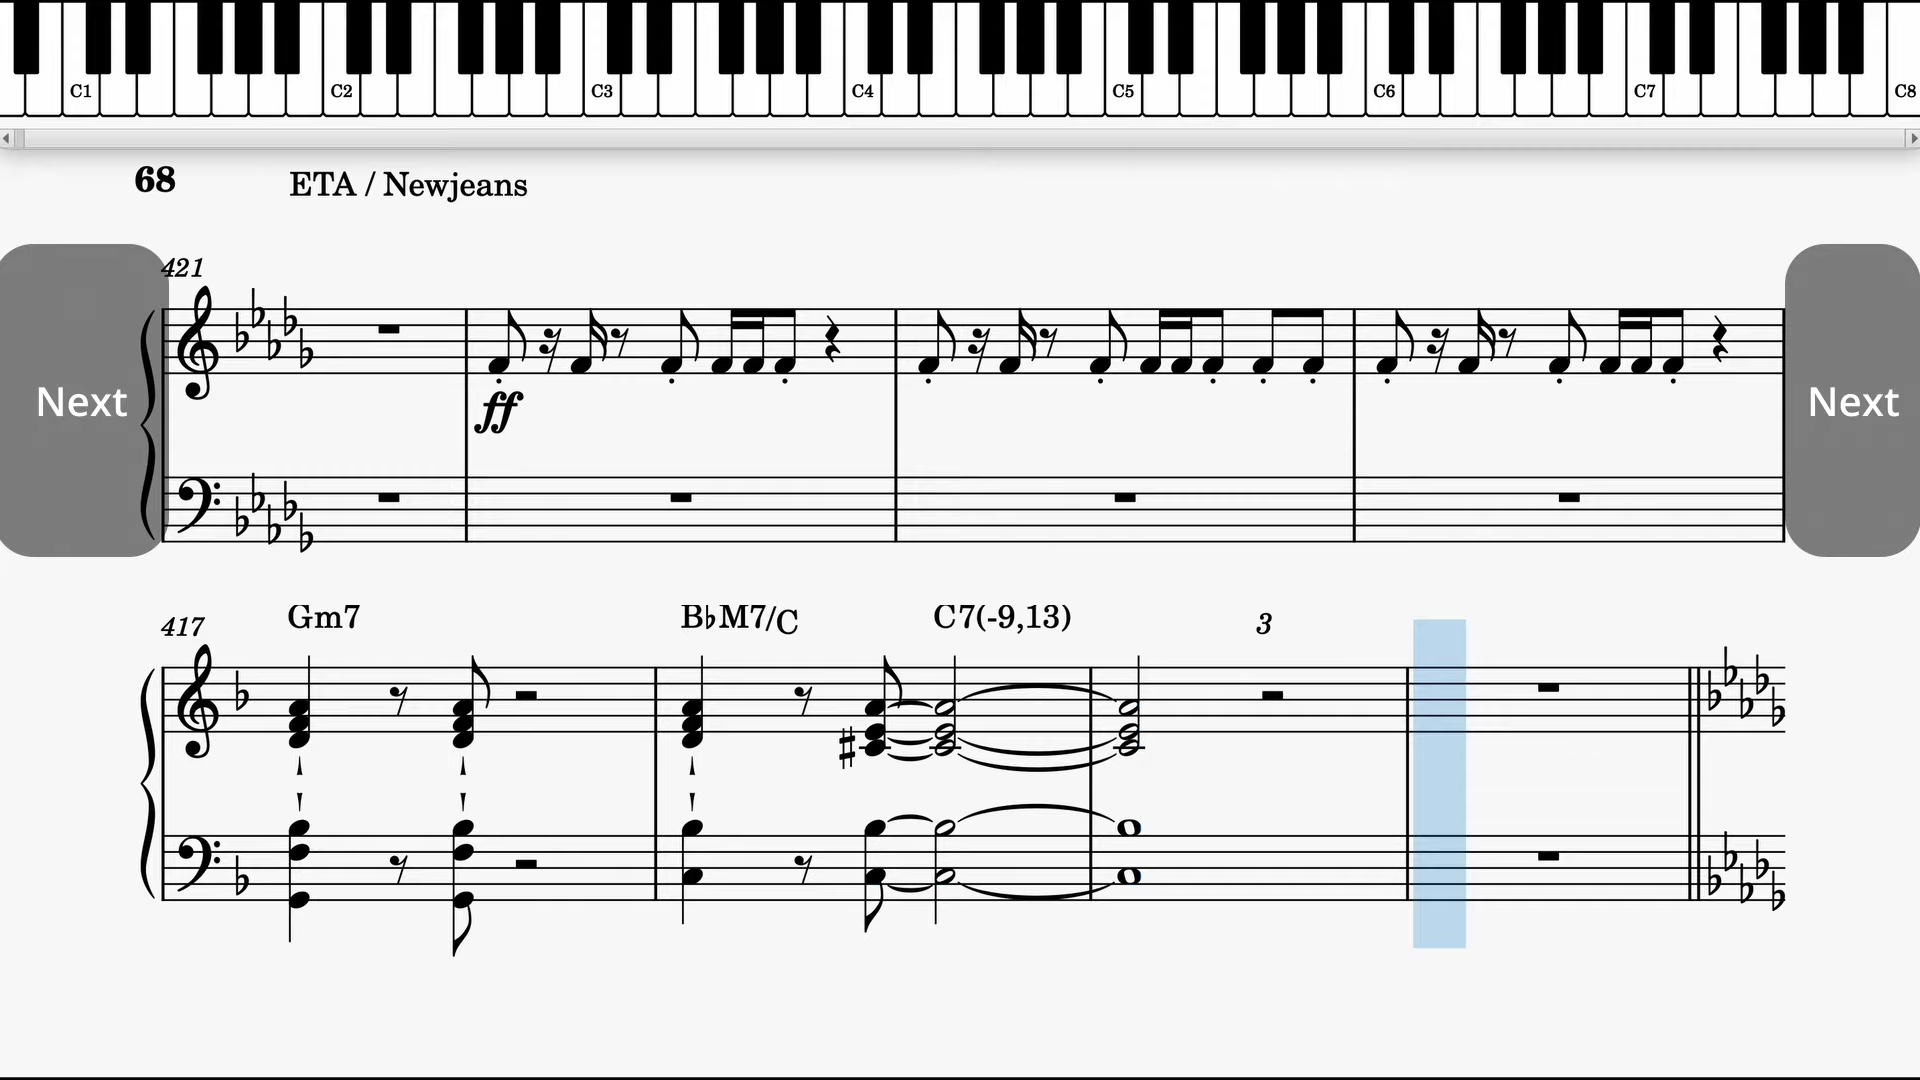 C1 C2 C3 C4 C5 C6 C7 C8
68 ETA / Newjeans
421
Next Next
ff
417 Gm7 B♭M7/C C7(-9,13) 3